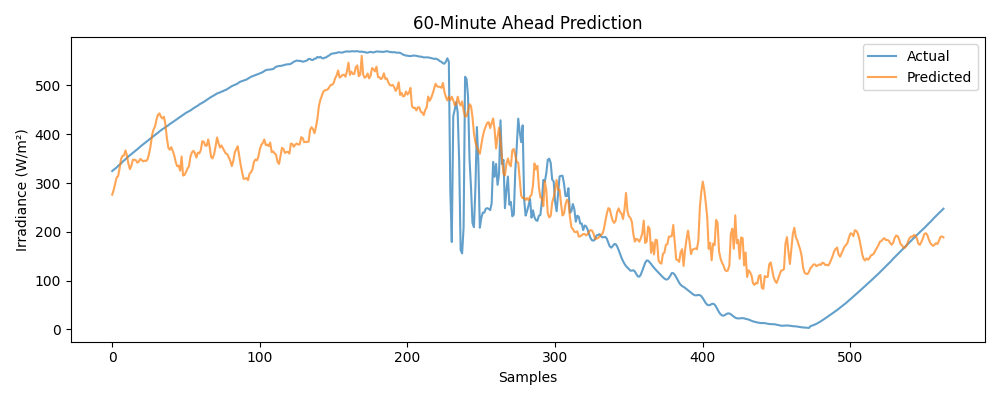 60-Minute Ahead Prediction
Actual
Predicted
Irradiance (W/m²)
500
400
300
200
100
0
0 100 200 300 400 500
Samples